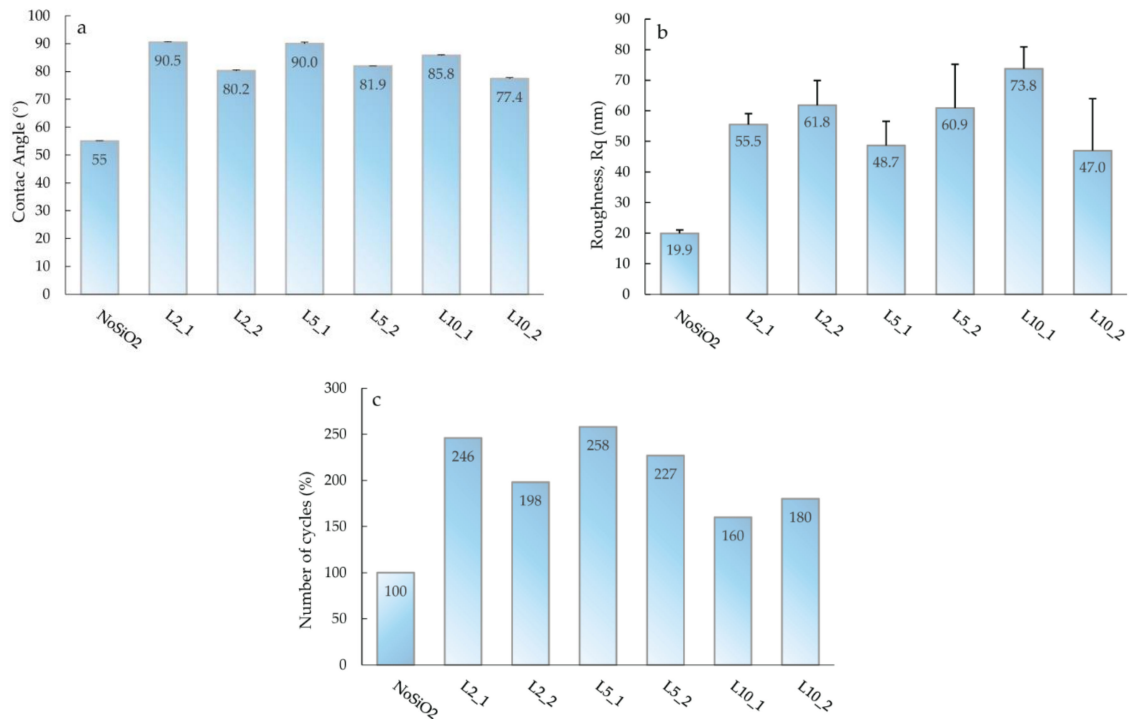 a
Contac Angle (°)
100
90
80
70
60
50
40
30
20
10
0
55
90.5
80.2
90.0
81.9
85.8
77.4
NoSiO2
L2_1
L2_2
L5_1
L5_2
L10_1
L10_2
b
Roughness, Rq (nm)
90
80
70
60
50
40
30
20
10
0
19.9
55.5
61.8
48.7
60.9
73.8
47.0
NoSiO2
L2_1
L2_2
L5_1
L5_2
L10_1
L10_2
c
Number of cycles (%)
300
250
200
150
100
50
0
100
246
198
258
227
160
180
NoSiO2
L2_1
L2_2
L5_1
L5_2
L10_1
L10_2